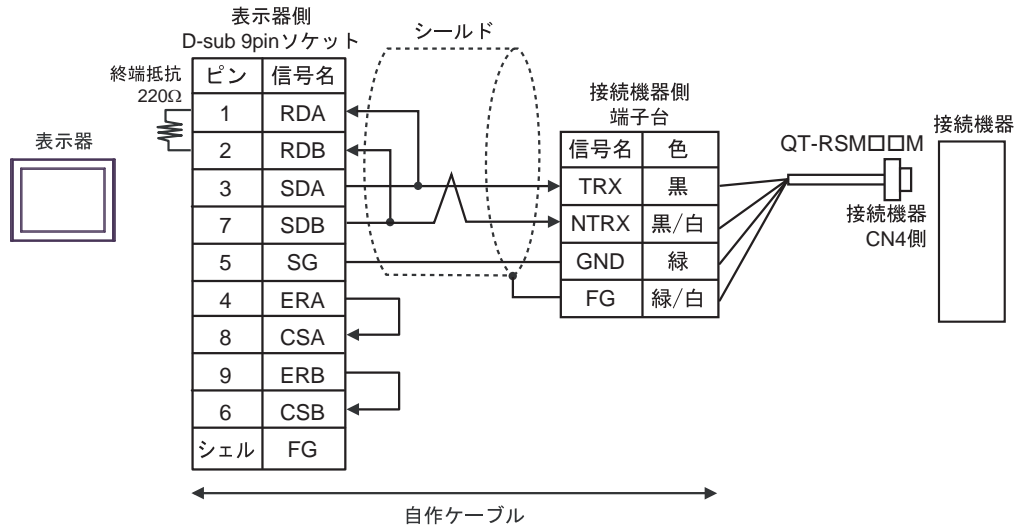 表示器側
D-sub 9pinソケット
シールド
終端抵抗
220Ω
表示器
ピン 信号名
1 RDA
2 RDB
3 SDA
7 SDB
5 SG
4 ERA
8 CSA
9 ERB
6 CSB
シェル FG
接続機器側
端子台
信号名 色
TRX 黒
NTRX 黒/白
GND 緑
FG 緑/白
QT-RSM□□M
接続機器
CN4側
接続機器
自作ケーブル